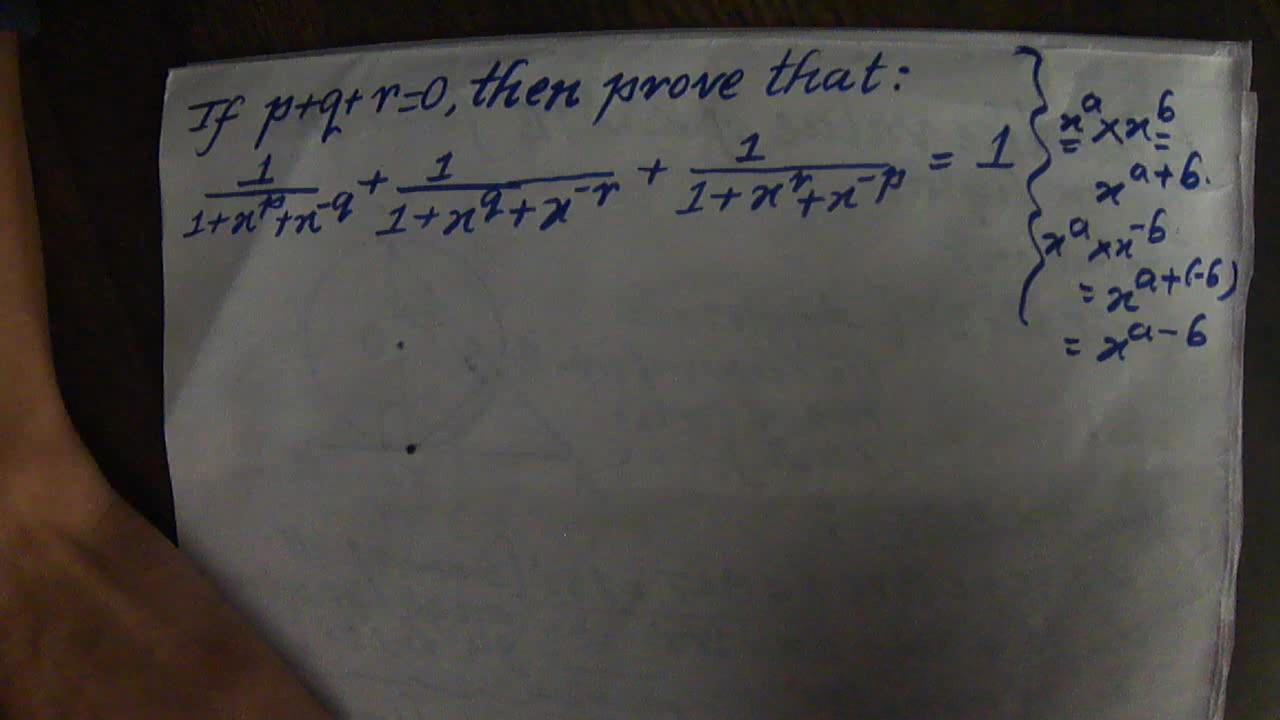 If p+q+r=0, then prove that:
1/(1+x^p+x^-q) + 1/(1+x^q+x^-r) + 1/(1+x^r+x^-p) = 1
x^a × x^b =
x^a+b.
x^a × x^-b
= x^a+(-b)
= x^a-b